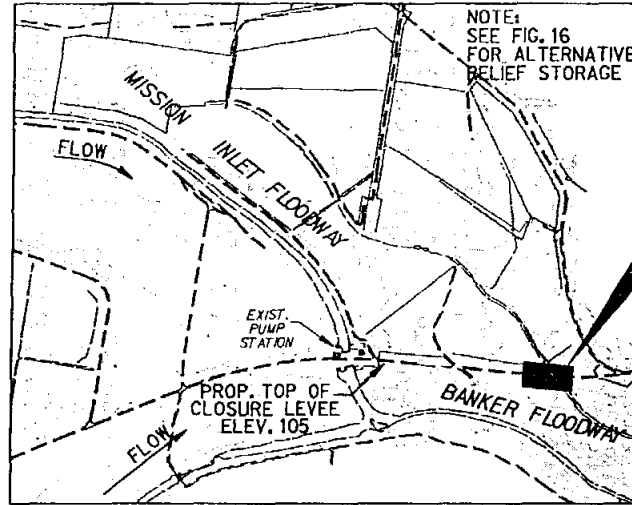 NOTE:
SEE FIG. 16
FOR ALTERNATIVE
RELIEF STORAGE
MISSION
INLET FLOODWAY
FLOW
EXIST.
PUMP
STATION
PROP. TOP OF
CLOSURE LEVEE
ELEV. 105
BANKER FLOODWAY
FLOW